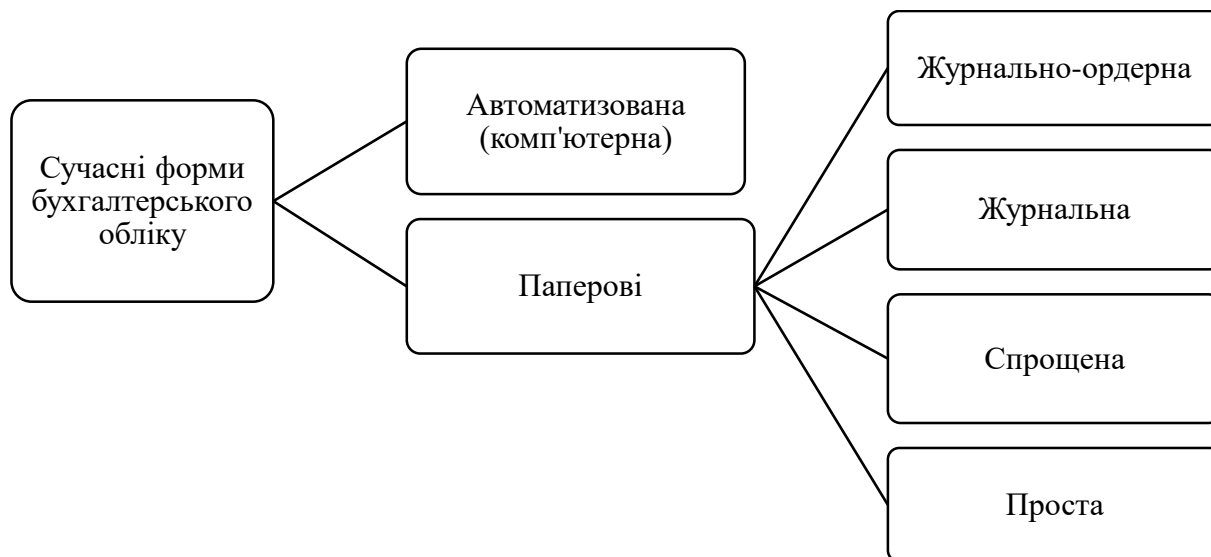 Сучасні форми
бухгалтерського
обліку
Автоматизована
(комп'ютерна)
Паперові
Журнально-ордерна
Журнальна
Спрощена
Проста